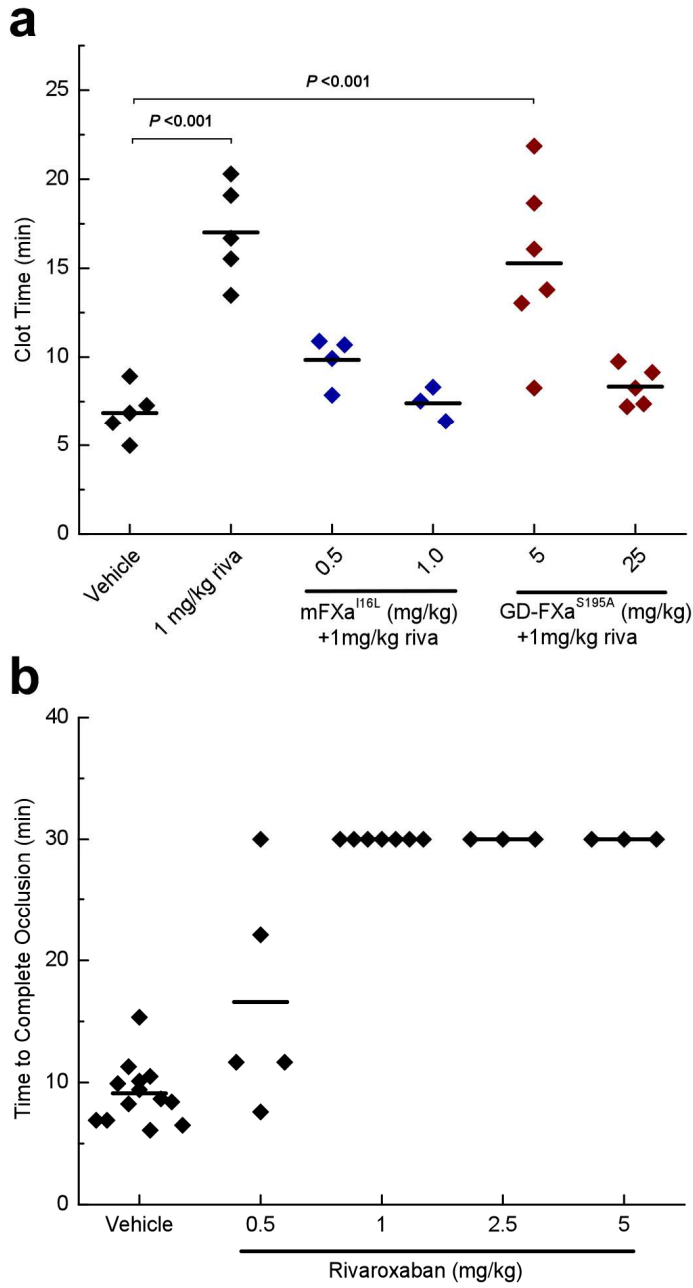 a
25
20
15
10
5
0
Clot Time (min)
P <0.001
P <0.001
Vehicle
1 mg/kg riva
0.5
1.0
5
25
mFXaI16L (mg/kg)
+1mg/kg riva
GD-FXaS195A (mg/kg)
+1mg/kg riva
b
40
30
20
10
0
Time to Complete Occlusion (min)
Vehicle
0.5
1
2.5
5
Rivaroxaban (mg/kg)